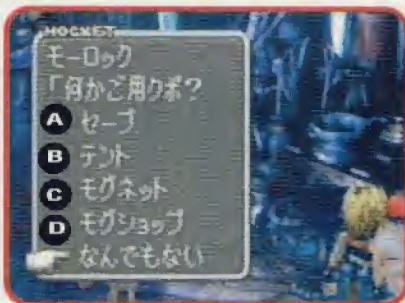 MOCKET
モーロック
「何かご用クポ?
A セーブ
B テント
C モグネット
D モグショップ
なんでもない